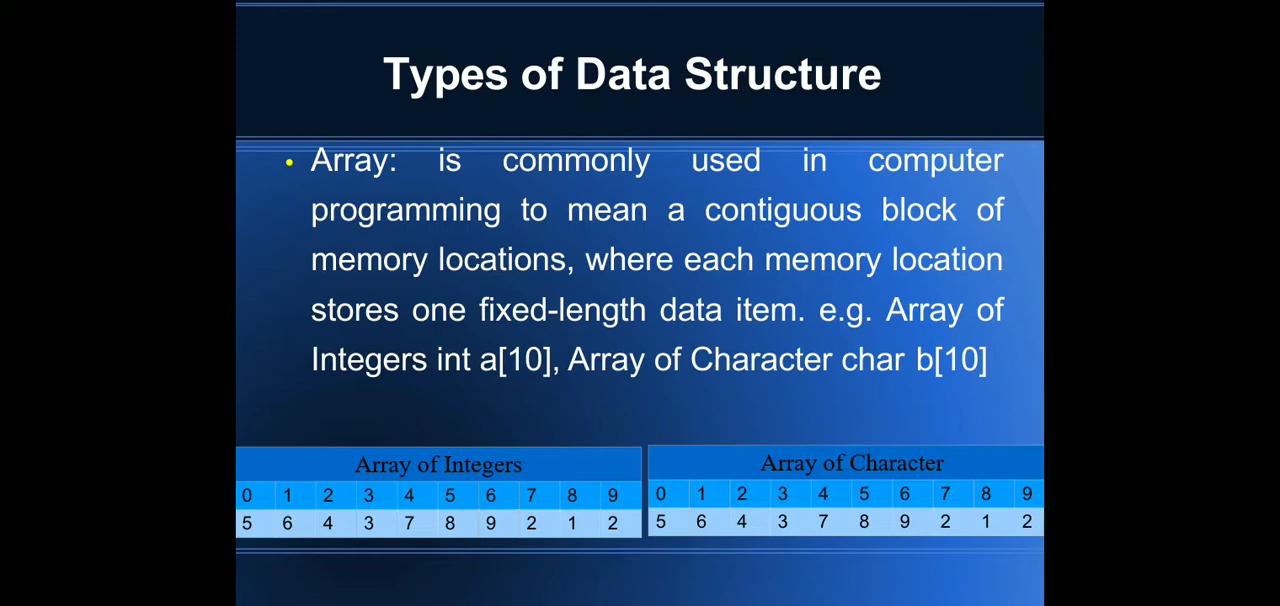 Types of Data Structure
• Array: is commonly used in computer
programming to mean a contiguous block of
memory locations, where each memory location
stores one fixed-length data item. e.g. Array of
Integers int a[10], Array of Character char b[10]
Array of Integers
0 1 2 3 4 5 6 7 8 9
5 6 4 3 7 8 9 2 1 2
Array of Character
0 1 2 3 4 5 6 7 8 9
5 6 4 3 7 8 9 2 1 2